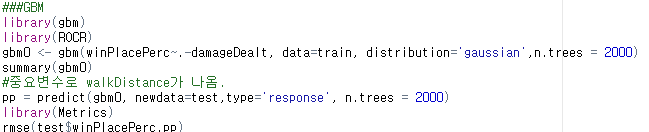 ###GBM
library(gbm)
library(ROCR)
gbm0 <- gbm(winPlacePerc~.-damageDealt, data=train, distribution='gaussian',n.trees = 2000)
summary(gbm0)
#중요변수로 walkDistance가 나옴.
pp = predict(gbm0, newdata=test,type='response', n.trees = 2000)
library(Metrics)
rmse(test$winPlacePerc,pp)